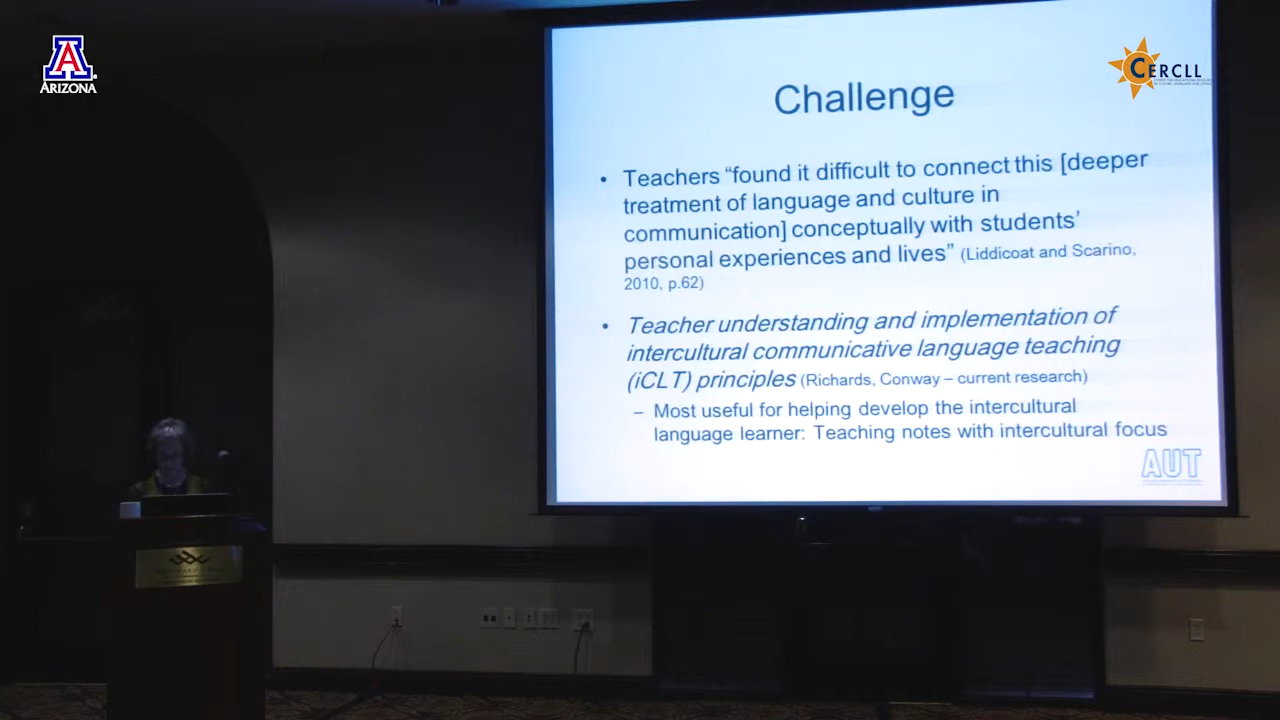 ARIZONA
CERCLL
Challenge
• Teachers “found it difficult to connect this [deeper
treatment of language and culture in
communication] conceptually with students’
personal experiences and lives” (Liddicoat and Scarino,
2010, p.62)
• Teacher understanding and implementation of
intercultural communicative language teaching
(iCLT) principles (Richards, Conway – current research)
– Most useful for helping develop the intercultural
language learner: Teaching notes with intercultural focus
AUT